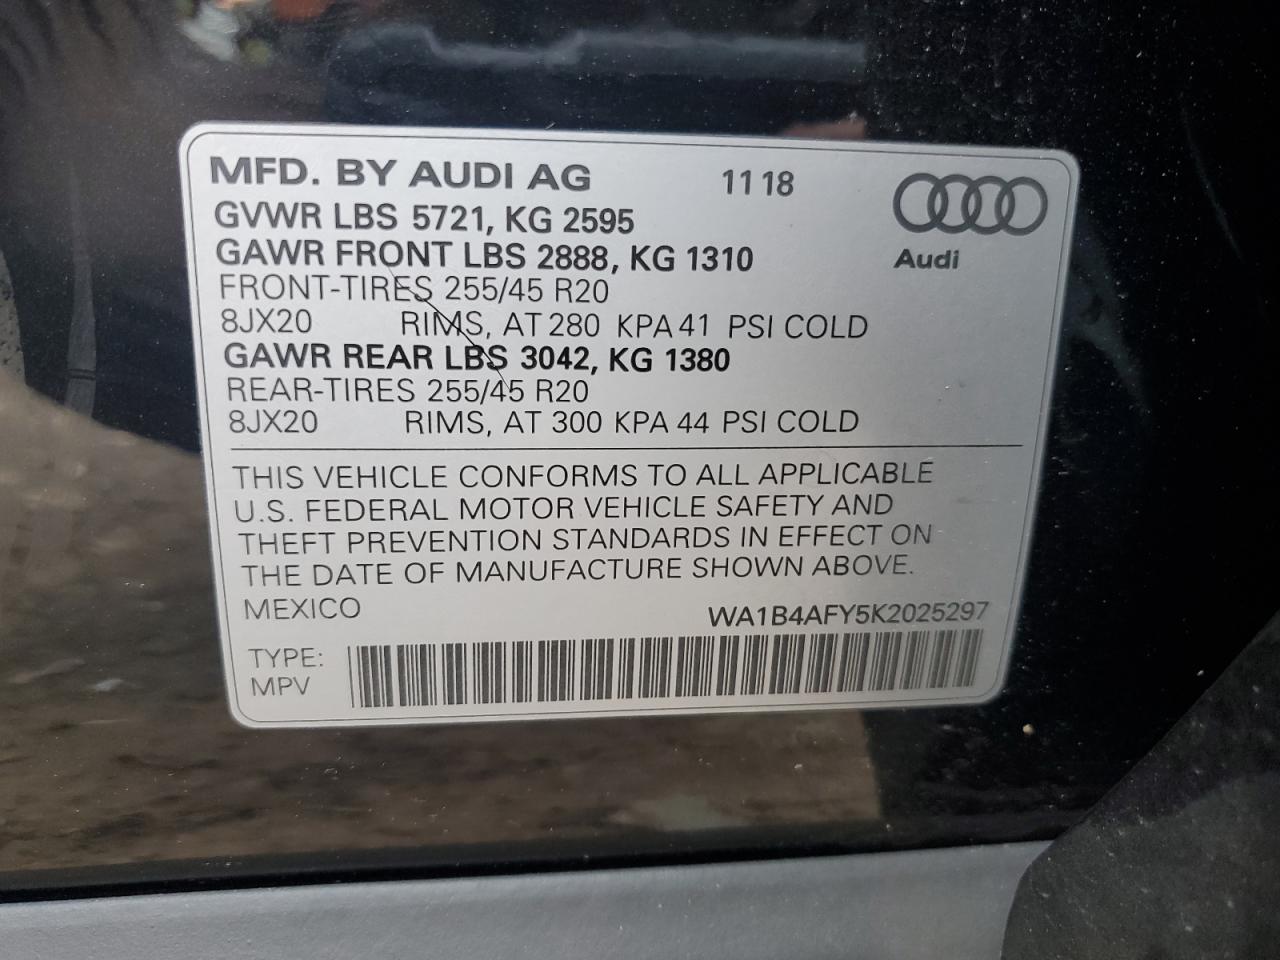 MFD. BY AUDI AG 11 18
GVWR LBS 5721, KG 2595
GAWR FRONT LBS 2888, KG 1310
Audi
FRONT-TIRES 255/45 R20
8JX20 RIMS, AT 280 KPA 41 PSI COLD
GAWR REAR LBS 3042, KG 1380
REAR-TIRES 255/45 R20
8JX20 RIMS, AT 300 KPA 44 PSI COLD
THIS VEHICLE CONFORMS TO ALL APPLICABLE
U.S. FEDERAL MOTOR VEHICLE SAFETY AND
THEFT PREVENTION STANDARDS IN EFFECT ON
THE DATE OF MANUFACTURE SHOWN ABOVE.
MEXICO WA1B4AFY5K2025297
TYPE:
MPV